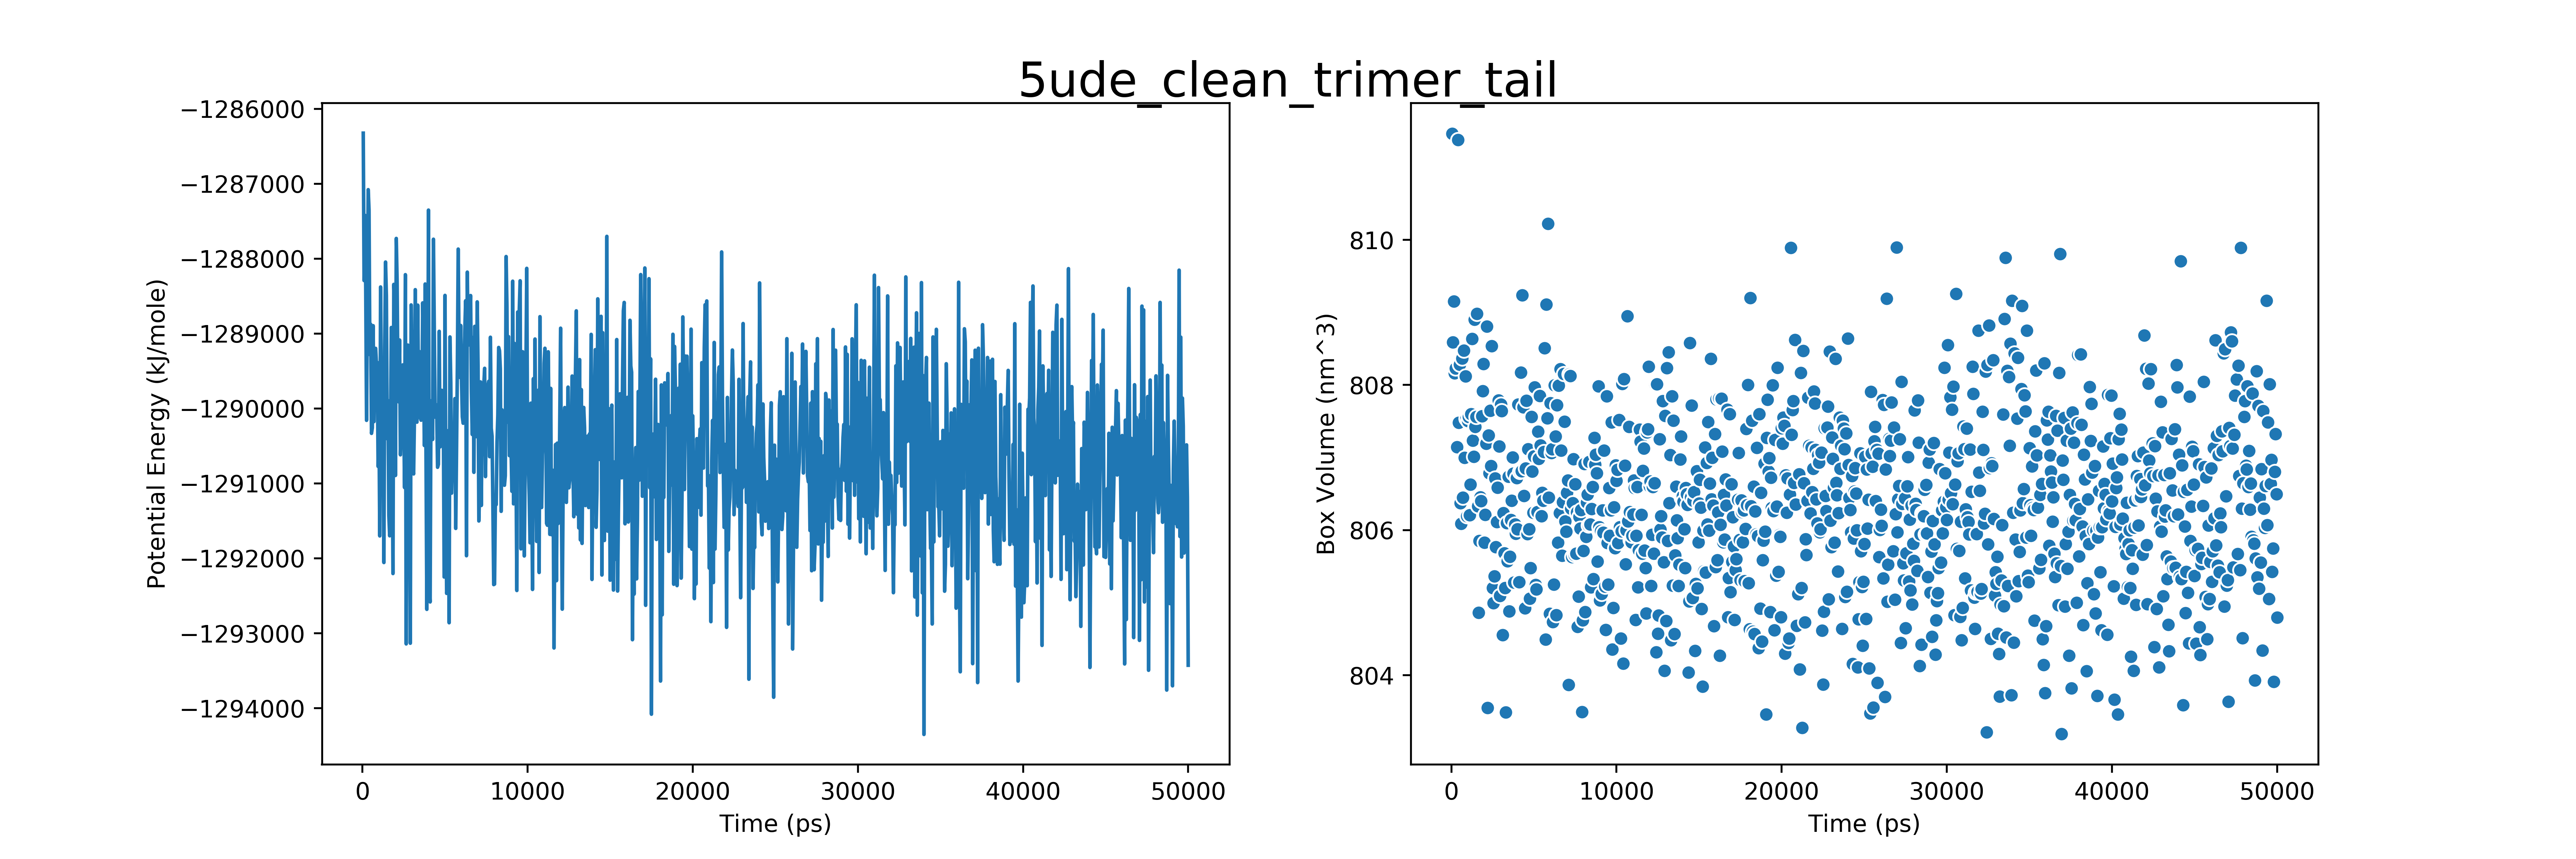 5ude_clean_trimer_tail
Potential Energy (kJ/mole)
−1286000
−1287000
−1288000
−1289000
−1290000
−1291000
−1292000
−1293000
−1294000
0 10000 20000 30000 40000 50000
Time (ps)
Box Volume (nm^3)
810
808
806
804
0 10000 20000 30000 40000 50000
Time (ps)